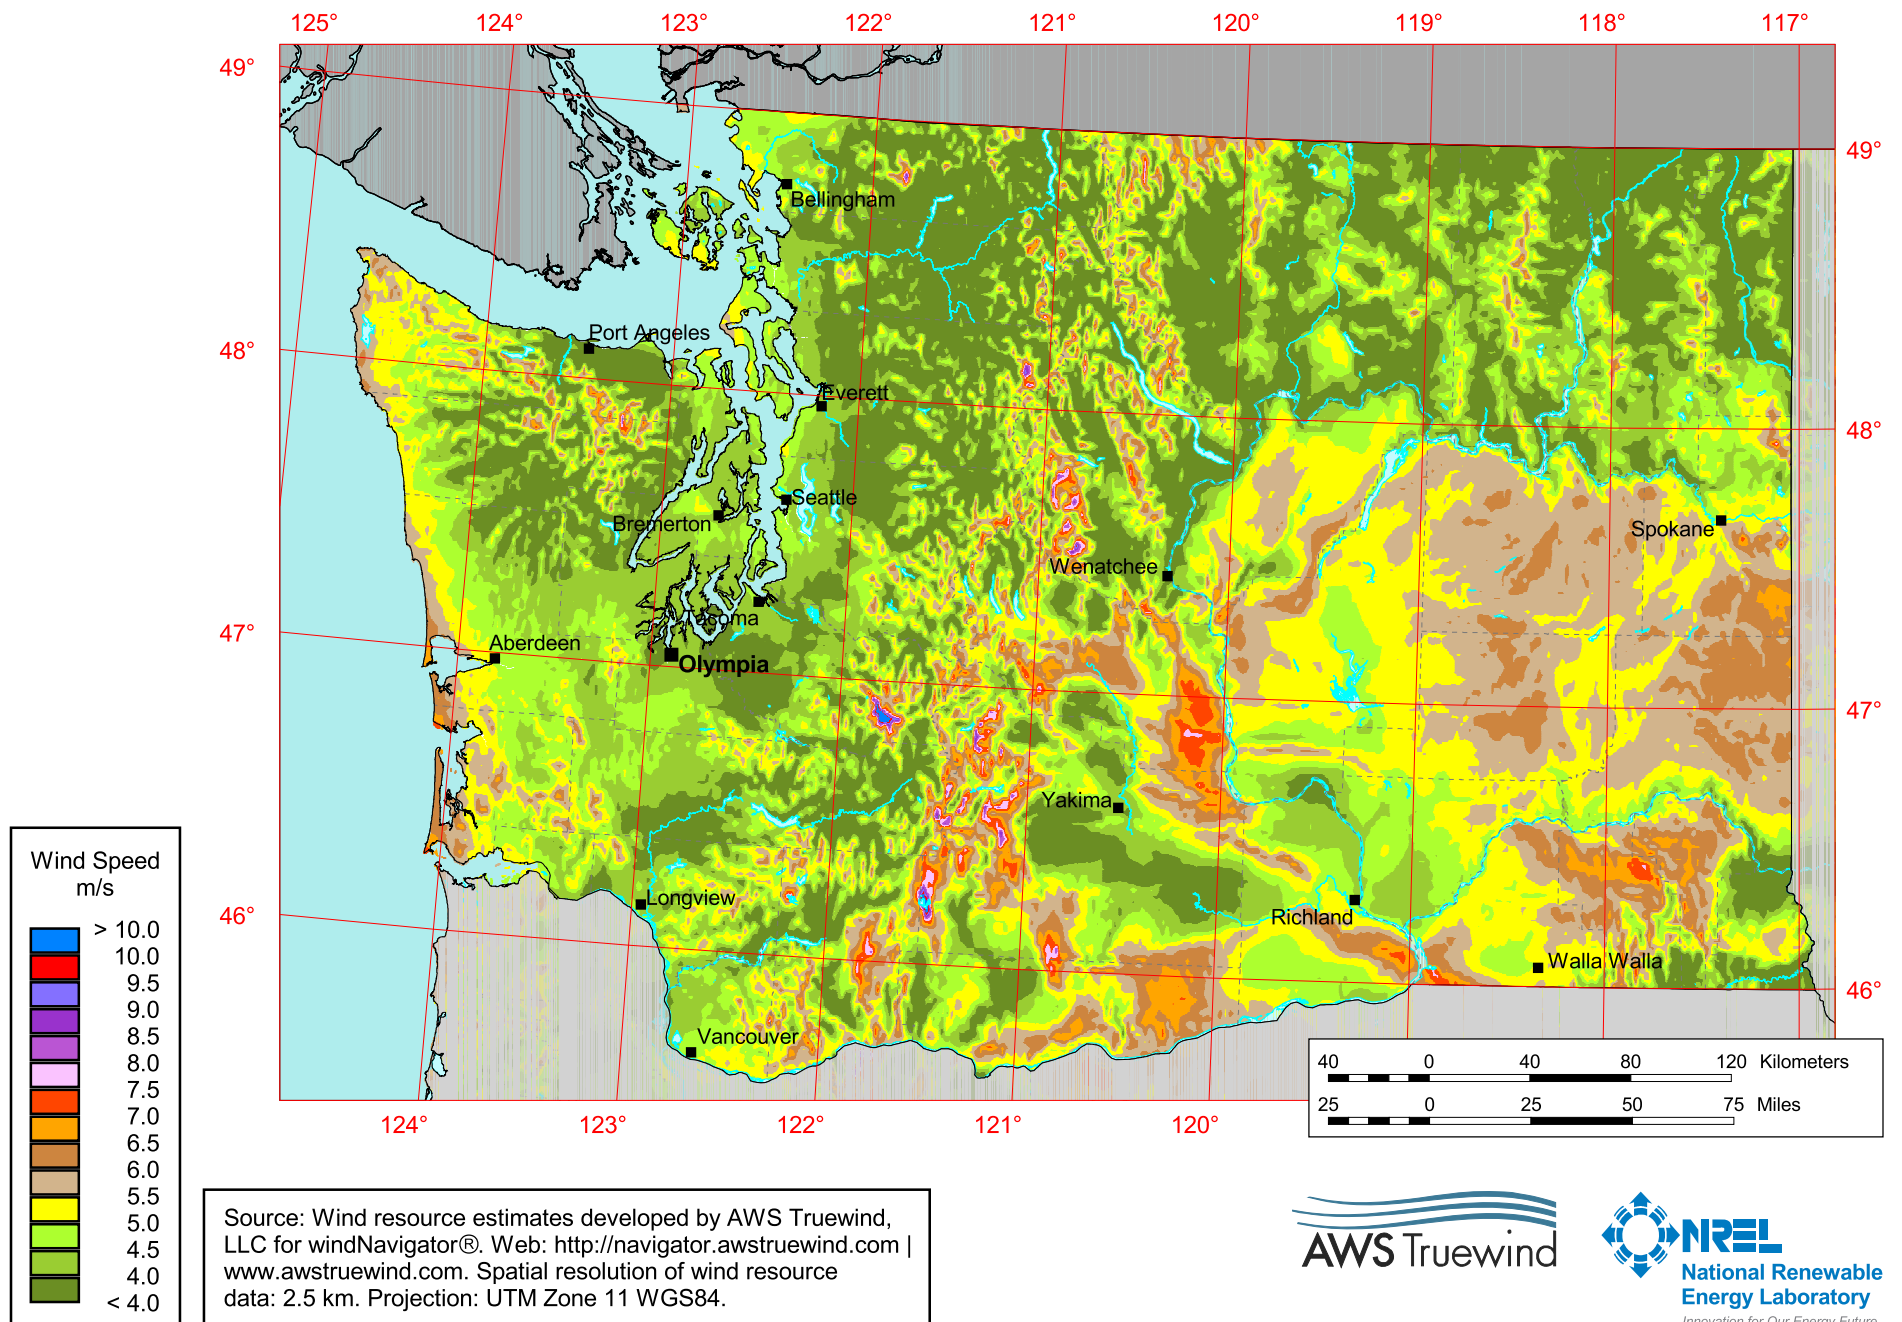 125° 124° 123° 122° 121° 120° 119° 118° 117°
49° 49°
Bellingham
Port Angeles
48°
Everett
48°
Seattle
Bremerton
Spokane
Wenatchee
Tacoma
47° Aberdeen
Olympia
47°
Yakima
Longview
46°
Richland
Walla Walla
46°
Vancouver
124° 123° 122° 121° 120°
40 0 40 80 120 Kilometers
25 0 25 50 75 Miles
Wind Speed
m/s
> 10.0
10.0
9.5
9.0
8.5
8.0
7.5
7.0
6.5
6.0
5.5
5.0
4.5
4.0
< 4.0
Source: Wind resource estimates developed by AWS Truewind,
LLC for windNavigator®. Web: http://navigator.awstruewind.com |
www.awstruewind.com. Spatial resolution of wind resource
data: 2.5 km. Projection: UTM Zone 11 WGS84.
AWS Truewind
NREL
National Renewable
Energy Laboratory
Innovation for Our Energy Future